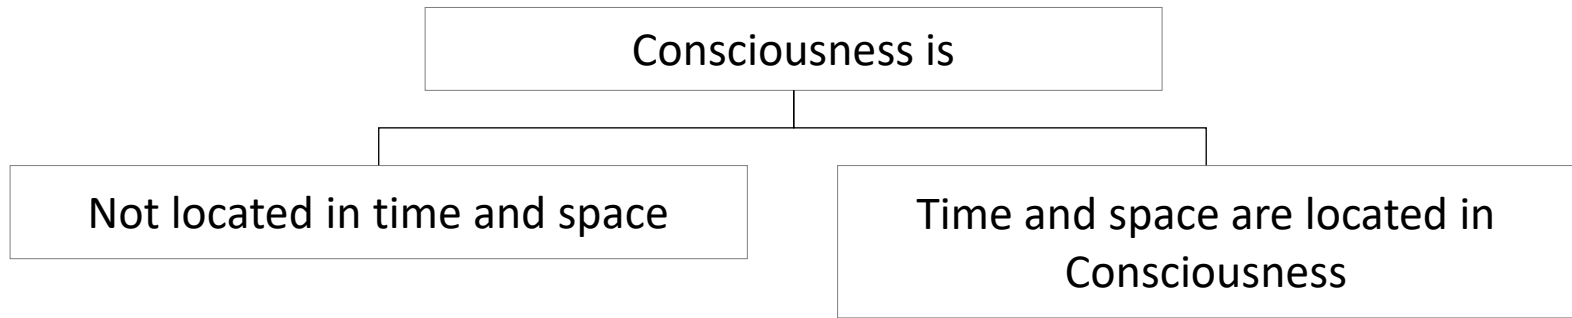 Consciousness is
Not located in time and space
Time and space are located in
Consciousness